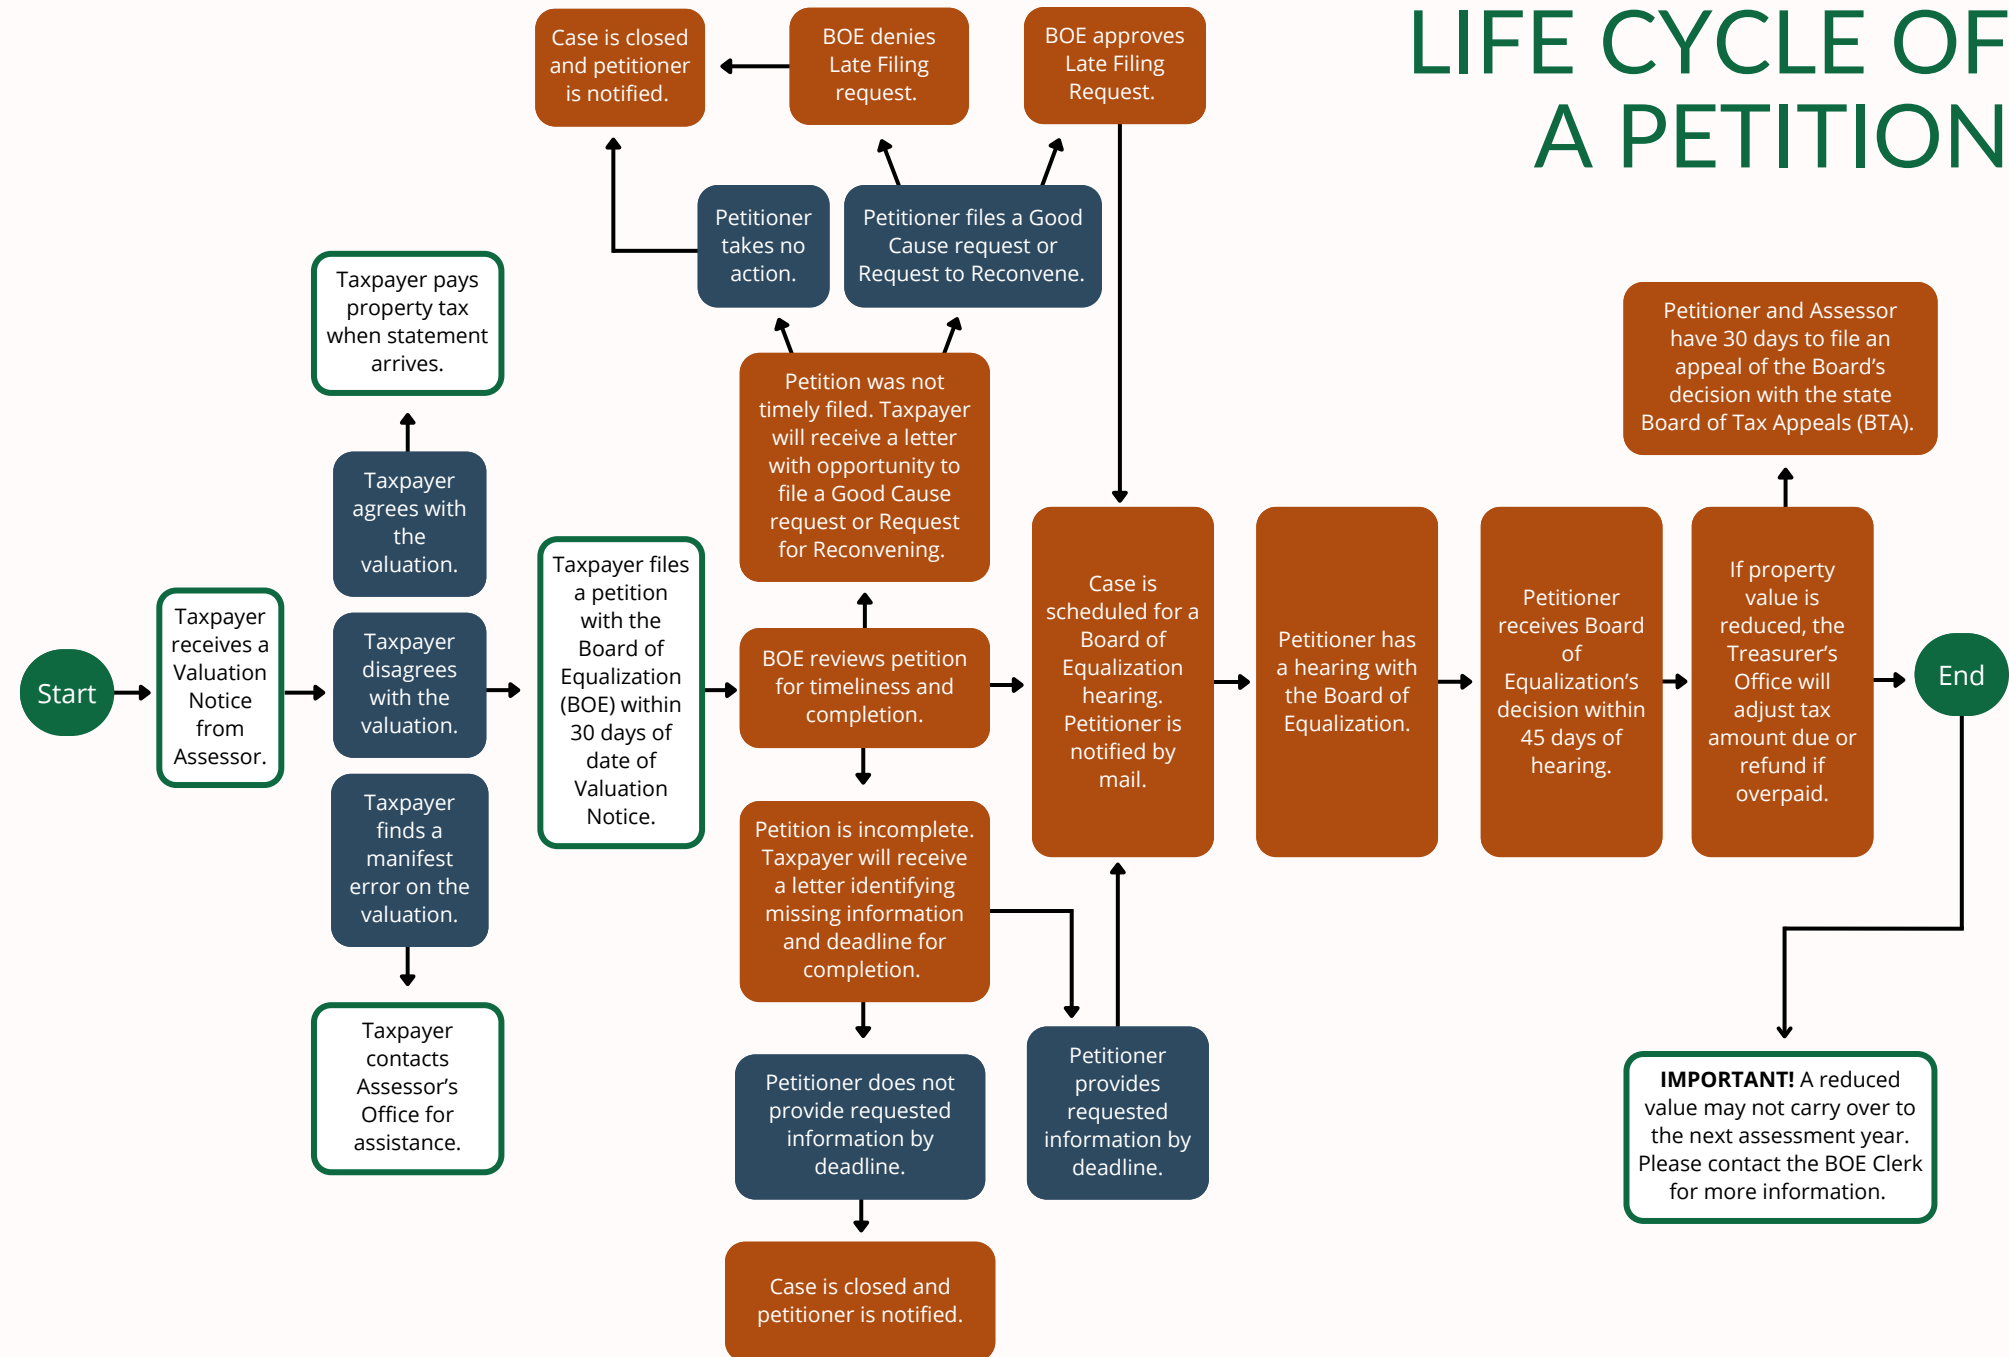 LIFE CYCLE OF
A PETITION
Case is closed
and petitioner
is notified.
BOE denies
Late Filing
request.
BOE approves
Late Filing
Request.
Petitioner
takes no
action.
Petitioner files a Good
Cause request or
Request to Reconvene.
Taxpayer pays
property tax
when statement
arrives.
Petition was not
timely filed. Taxpayer
will receive a letter
with opportunity to
file a Good Cause
request or Request
for Reconvening.
Petitioner and Assessor
have 30 days to file an
appeal of the Board’s
decision with the state
Board of Tax Appeals (BTA).
Taxpayer
agrees with
the
valuation.
Start
Taxpayer
receives a
Valuation
Notice
from
Assessor.
Taxpayer
disagrees
with the
valuation.
Taxpayer files
a petition
with the
Board of
Equalization
(BOE) within
30 days of
date of
Valuation
Notice.
BOE reviews petition
for timeliness and
completion.
Case is
scheduled for a
Board of
Equalization
hearing.
Petitioner is
notified by
mail.
Petitioner has
a hearing with
the Board of
Equalization.
Petitioner
receives Board
of
Equalization’s
decision within
45 days of
hearing.
If property
value is
reduced, the
Treasurer’s
Office will
adjust tax
amount due or
refund if
overpaid.
End
Taxpayer
finds a
manifest
error on the
valuation.
Petition is incomplete.
Taxpayer will receive
a letter identifying
missing information
and deadline for
completion.
Taxpayer
contacts
Assessor’s
Office for
assistance.
Petitioner does not
provide requested
information by
deadline.
Petitioner
provides
requested
information by
deadline.
IMPORTANT! A reduced
value may not carry over to
the next assessment year.
Please contact the BOE Clerk
for more information.
Case is closed and
petitioner is notified.